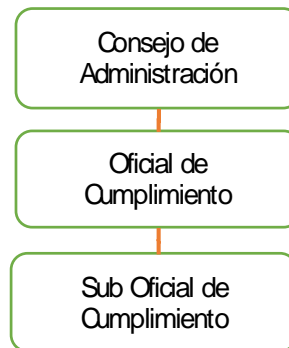 Consejo de
Administración
Oficial de
Cumplimiento
Sub Oficial de
Cumplimiento